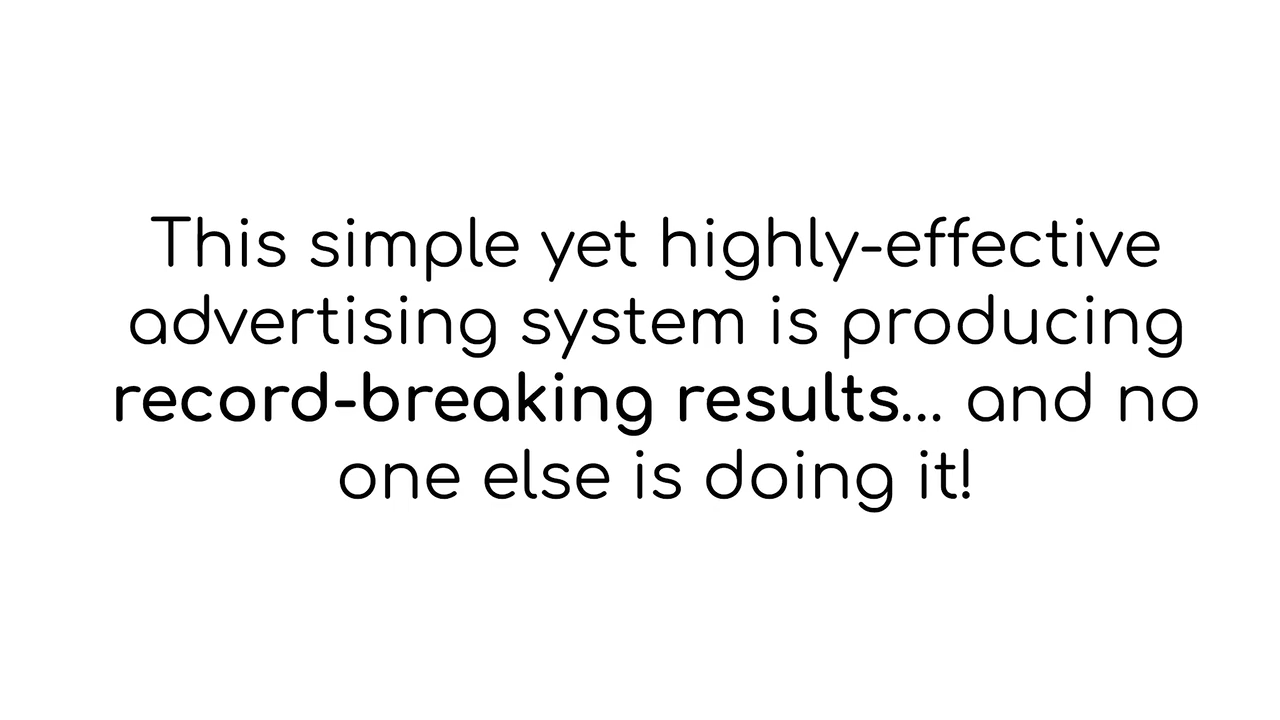 This simple yet highly-effective
advertising system is producing
record-breaking results... and no
one else is doing it!